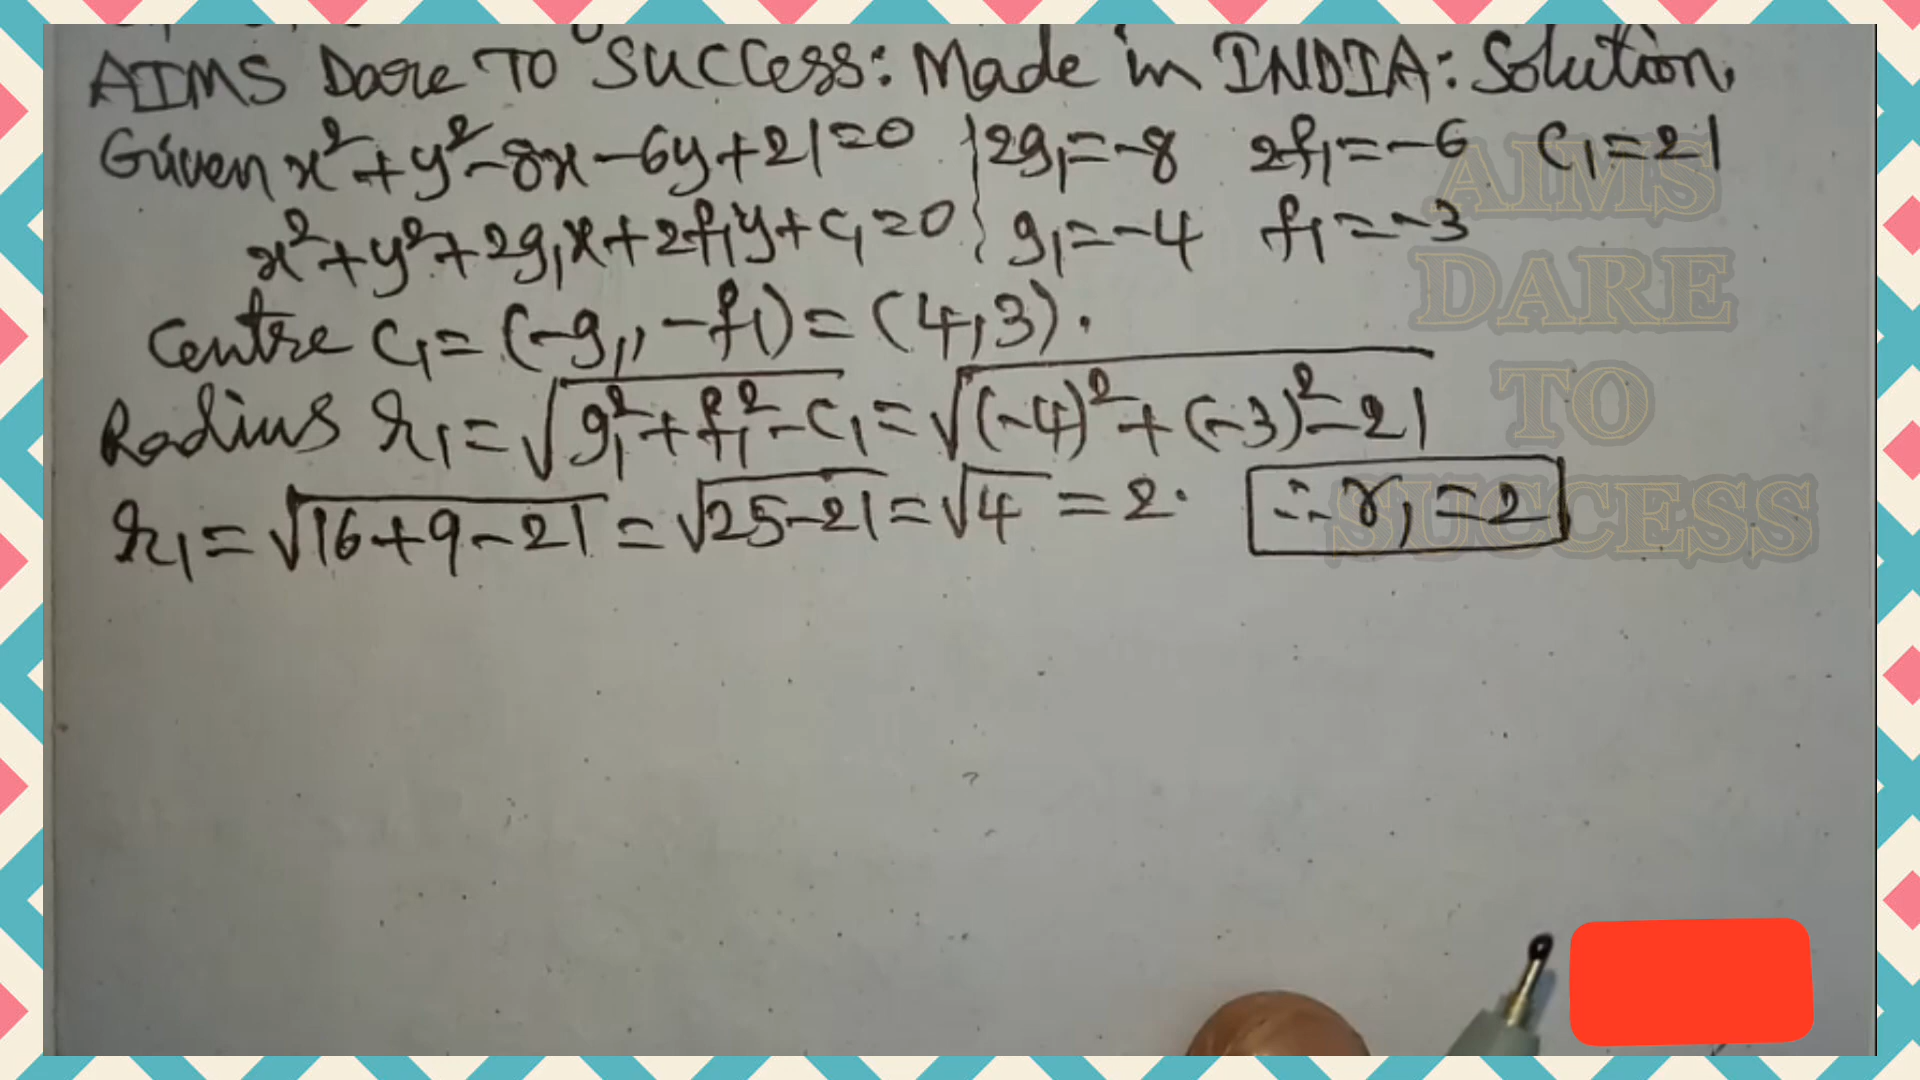 AIMS Dare TO Success: Made in INDIA: Solution,
Given x²+y²-8x-6y+21=0 } 2g₁=-8 2f₁=-6 C₁=21
x²+y²+2g₁x+2f₁y+C₁=0 } g₁=-4 f₁=-3
Centre C₁=(-g₁, -f₁)=(4,3).
Radius r₁=√(g₁²+f₁²-C₁)=√((-4)²+(-3)²-21)
r₁=√(16+9-21)=√(25-21)=√4=2. ∴r₁=2
AIMS
DARE
TO
SUCCESS